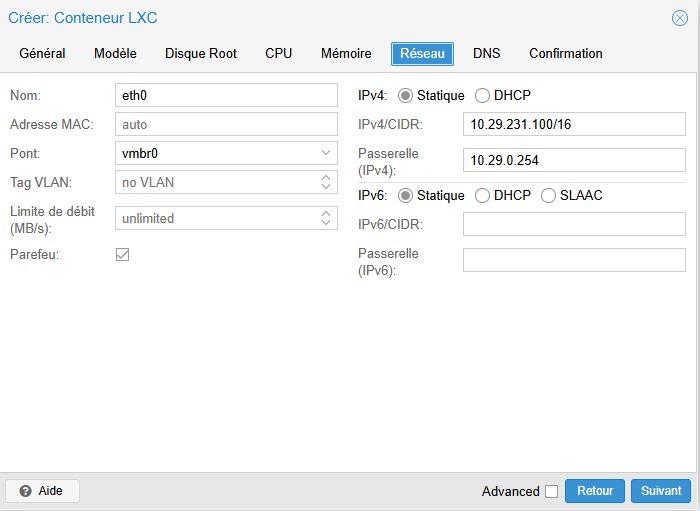 Créer: Conteneur LXC
Général Modèle Disque Root CPU Mémoire Réseau DNS Confirmation
Nom: eth0
Adresse MAC: auto
Pont: vmbr0
Tag VLAN: no VLAN
Limite de débit
(MB/s): unlimited
Parefeu:
IPv4: Statique DHCP
IPv4/CIDR: 10.29.231.100/16
Passerelle
(IPv4): 10.29.0.254
IPv6: Statique DHCP SLAAC
IPv6/CIDR:
Passerelle
(IPv6):
? Aide Advanced Retour Suivant